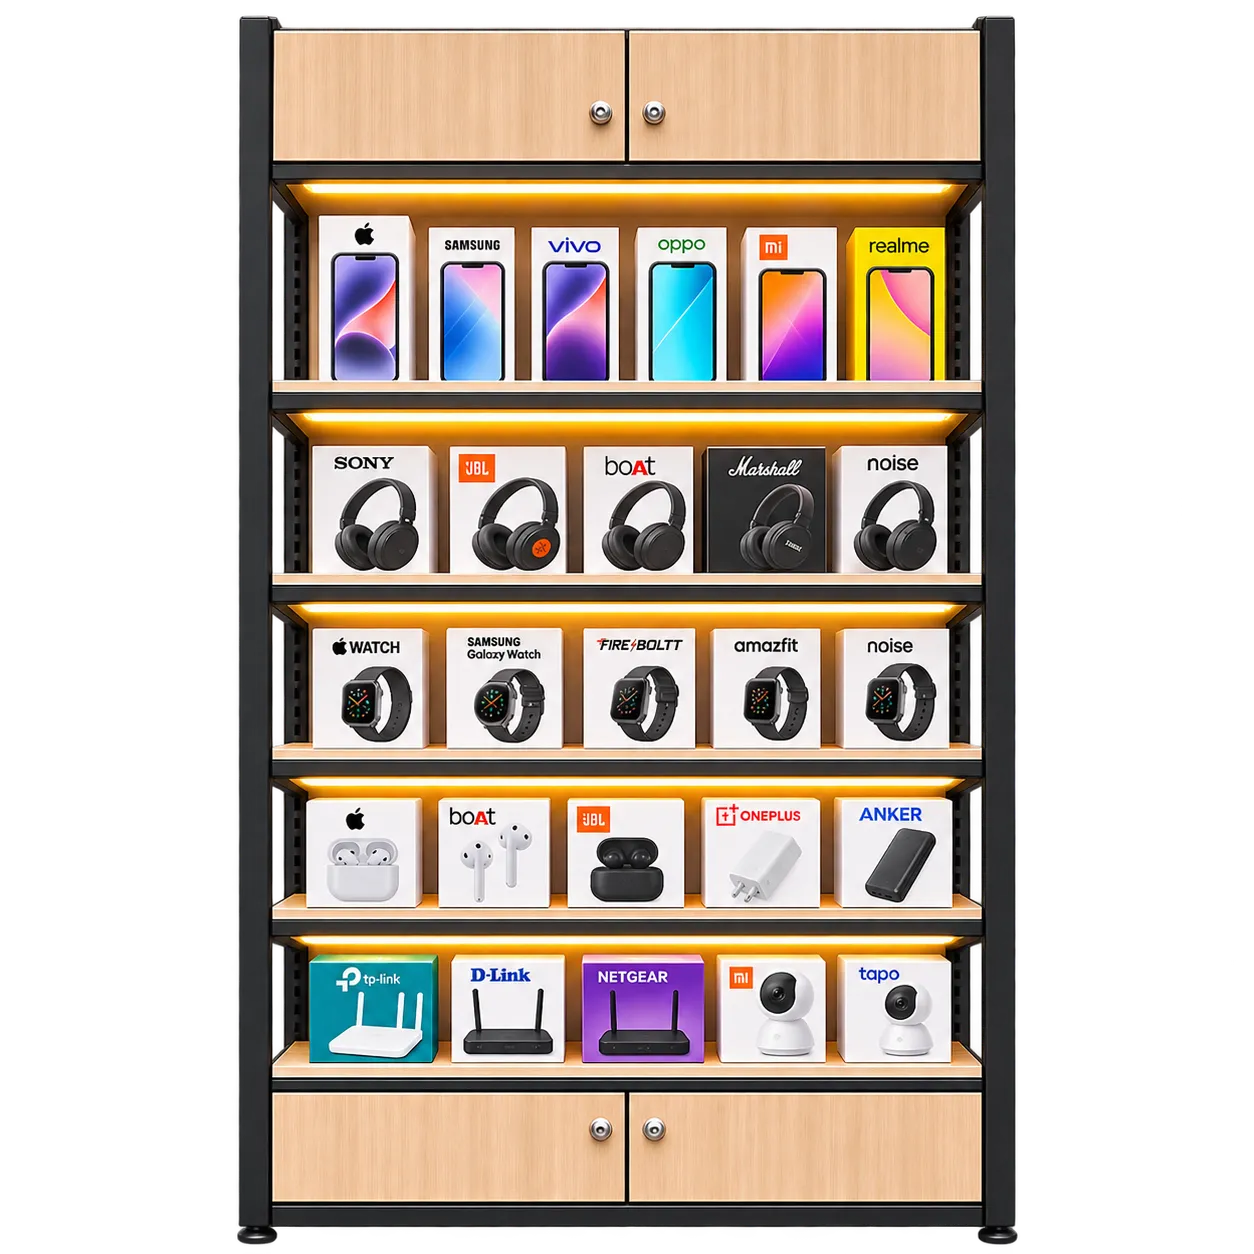 SAMSUNG
vivo
oppo
mi
realme
SONY
JBL
boAt
Marshall
noise
WATCH
SAMSUNG
Galaxy Watch
FIRE BOLTT
amazfit
noise
boAt
JBL
ONEPLUS
ANKER
tp-link
D-Link
NETGEAR
mi
tapo